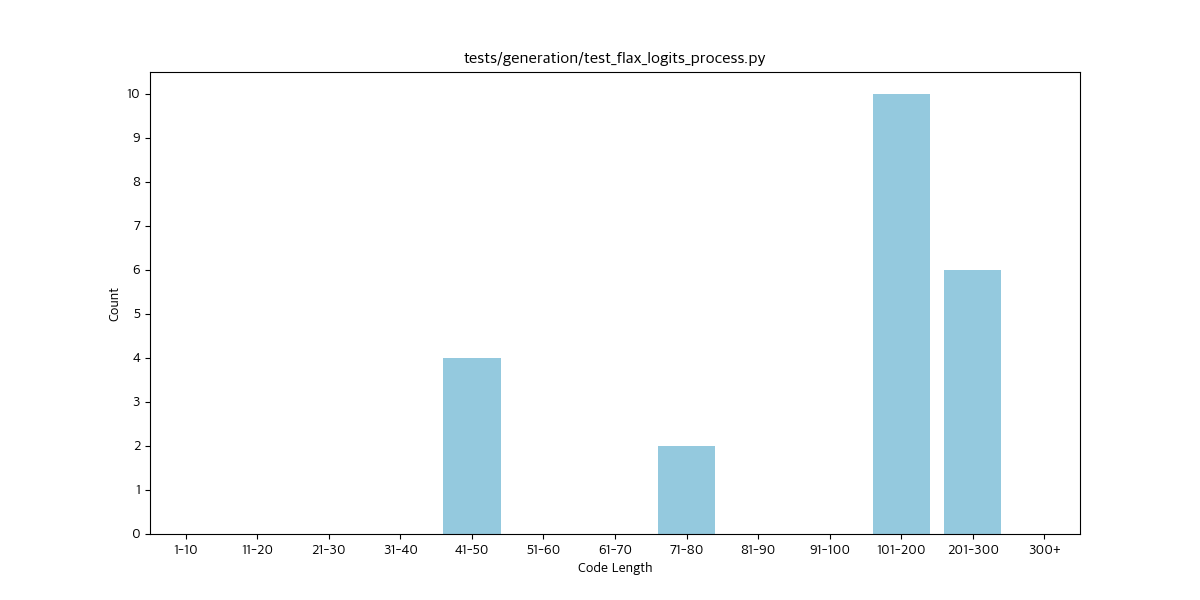 tests/generation/test_flax_logits_process.py
10
9
8
7
6
5
4
3
2
1
0
Count
1-10 11-20 21-30 31-40 41-50 51-60 61-70 71-80 81-90 91-100 101-200 201-300 300+
Code Length